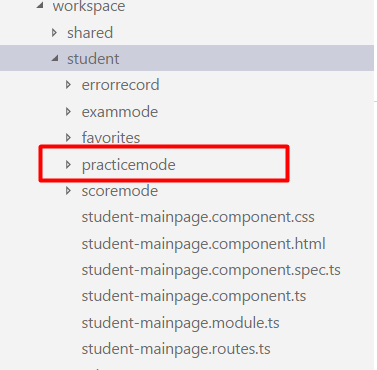 workspace
shared
student
errorrecord
exammode
favorites
practicemode
scoremode
student-mainpage.component.css
student-mainpage.component.html
student-mainpage.component.spec.ts
student-mainpage.component.ts
student-mainpage.module.ts
student-mainpage.routes.ts